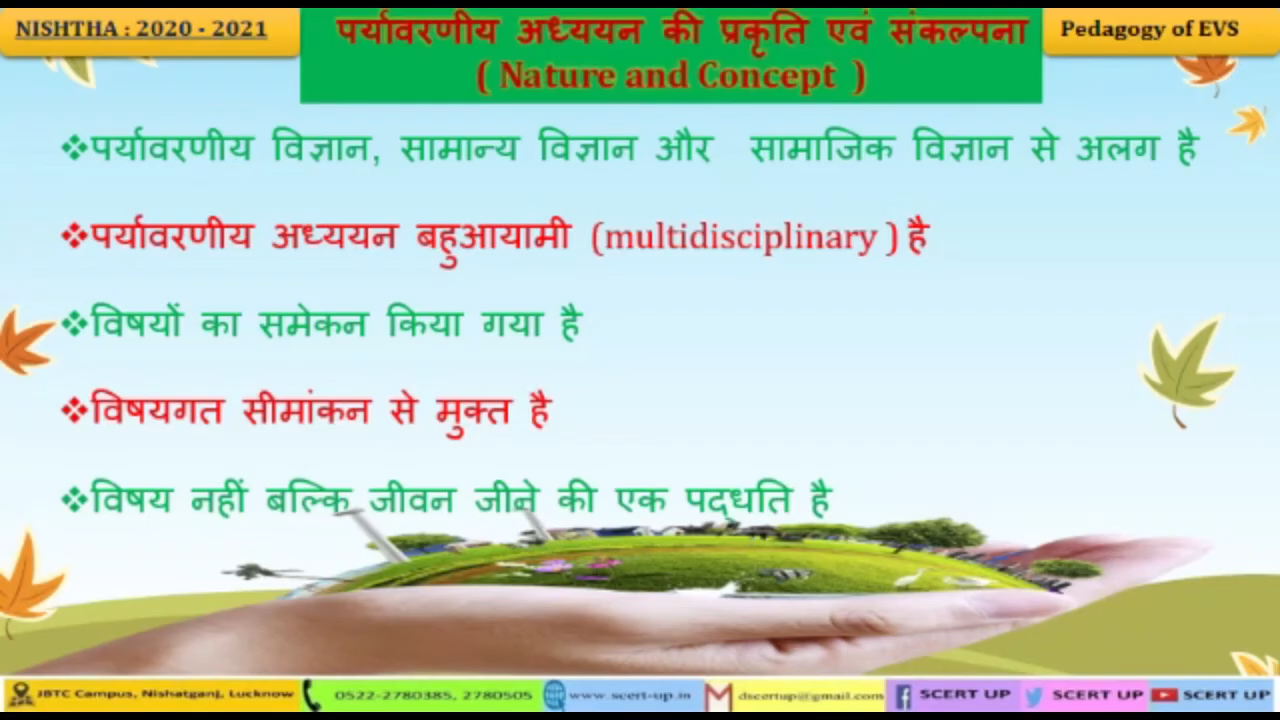 NISHTHA : 2020 - 2021
पर्यावरणीय अध्ययन की प्रकृति एवं संकल्पना
( Nature and Concept )
Pedagogy of EVS
❖पर्यावरणीय विज्ञान, सामान्य विज्ञान और सामाजिक विज्ञान से अलग है
❖पर्यावरणीय अध्ययन बहुआयामी (multidisciplinary ) है
❖विषयों का समेकन किया गया है
❖विषयगत सीमांकन से मुक्त है
❖विषय नहीं बल्कि जीवन जीने की एक पद्धति है
JBTC Campus, Nishatganj, Lucknow 0522-2780385, 2780505 www.scert-up.in dscertup@gmail.com SCERT UP SCERT UP SCERT UP